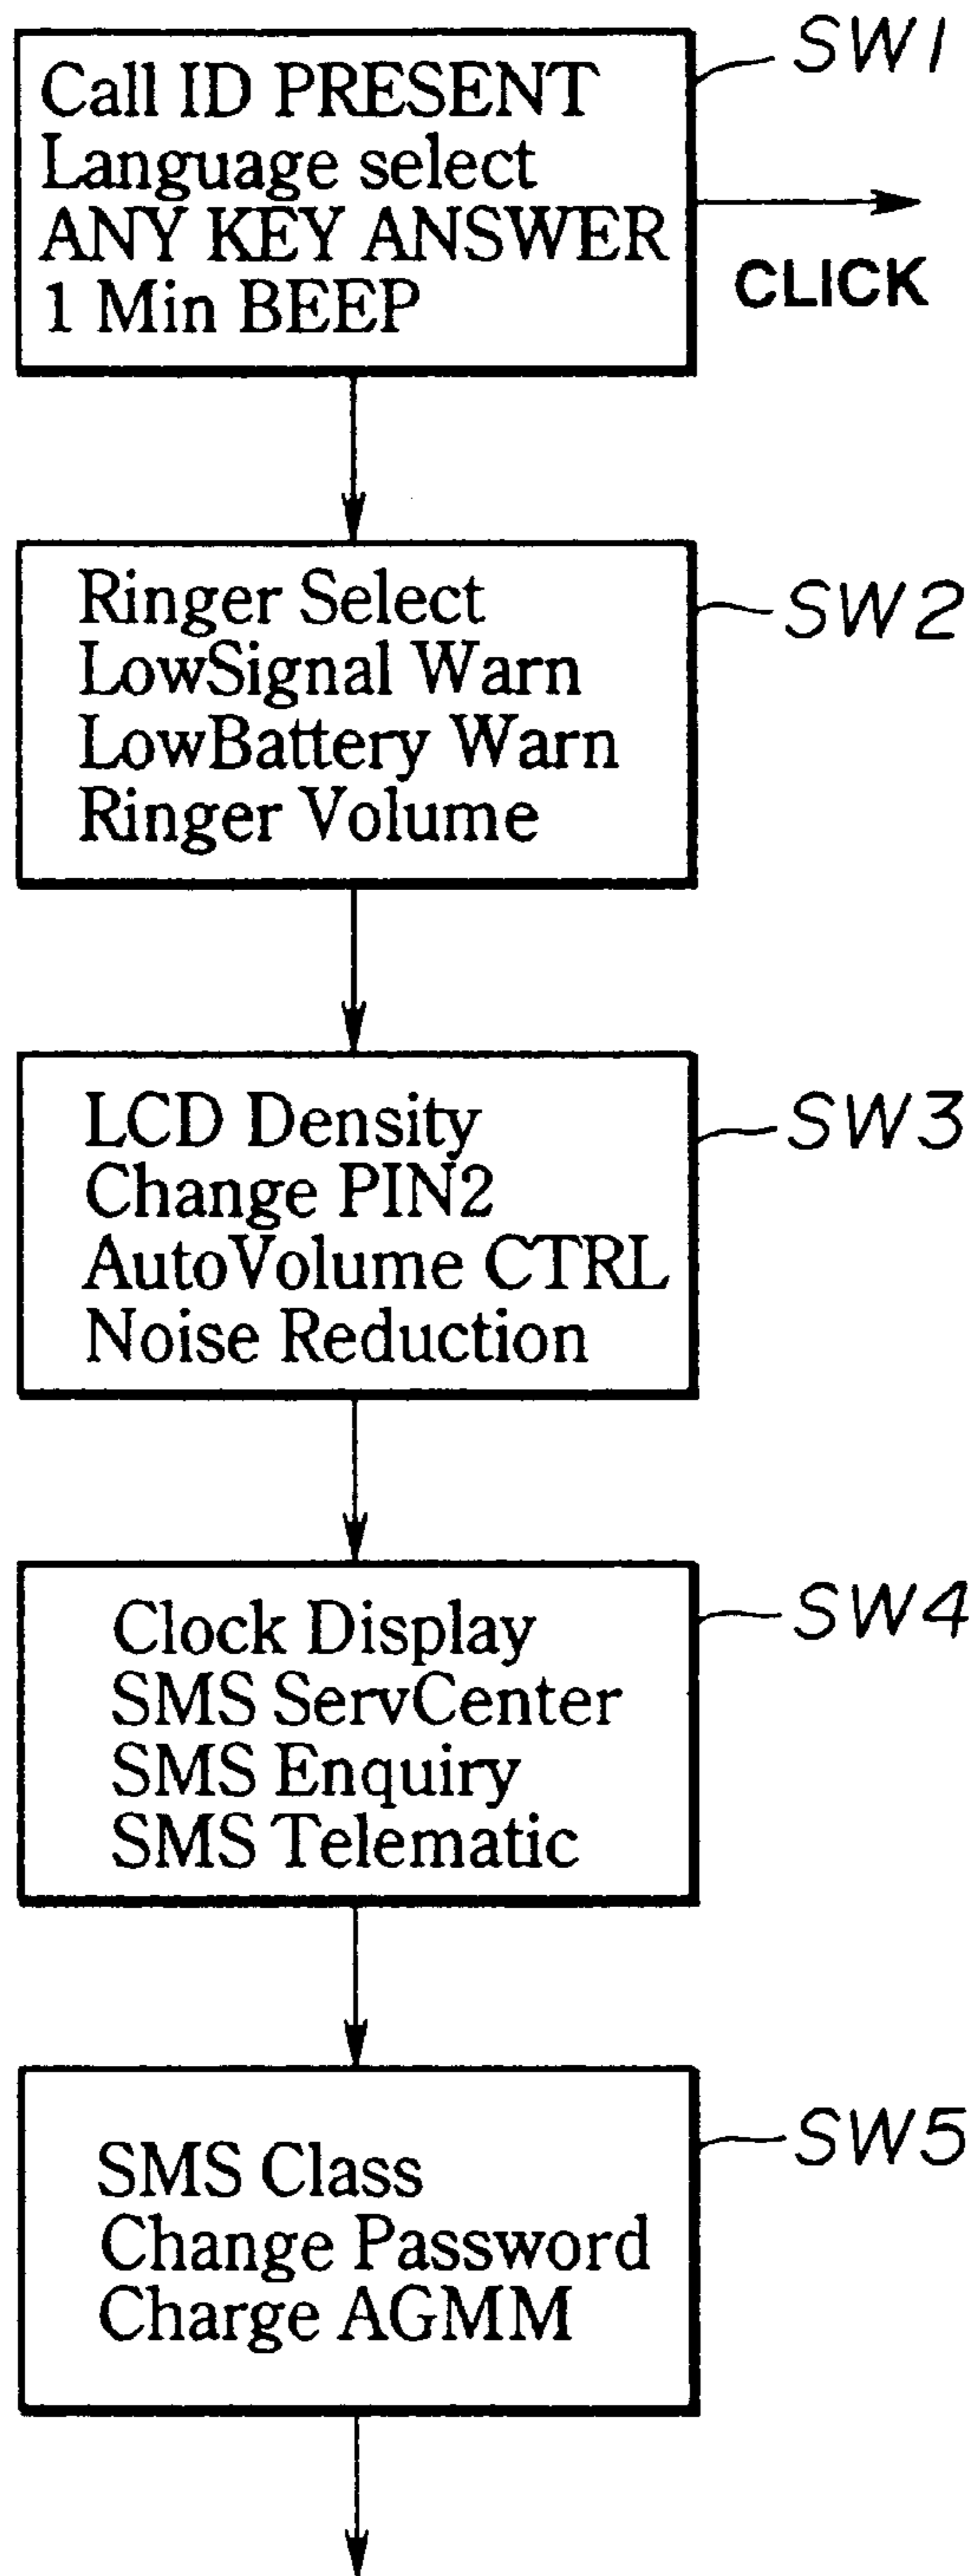 Call ID PRESENT
Language select
ANY KEY ANSWER
1 Min BEEP
SW1
CLICK
Ringer Select
LowSignal Warn
LowBattery Warn
Ringer Volume
SW2
LCD Density
Change PIN2
AutoVolume CTRL
Noise Reduction
SW3
Clock Display
SMS ServCenter
SMS Enquiry
SMS Telematic
SW4
SMS Class
Change Password
Charge AGMM
SW5